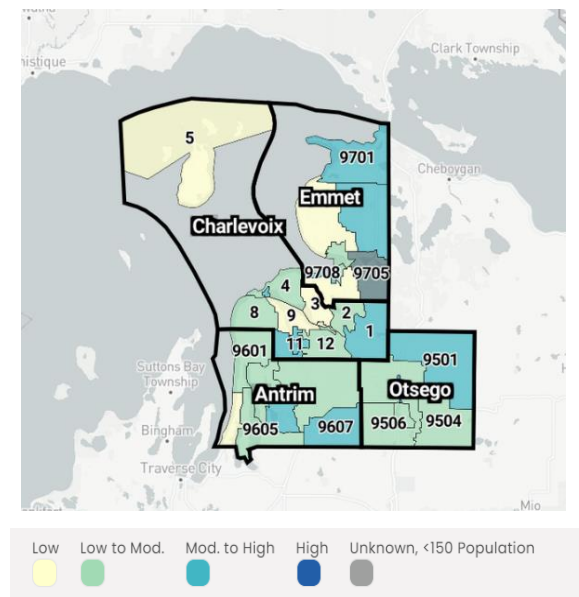 Clark Township
nistique
5
9701
Cheboygan
Emmet
Charlevoix
9708
9705
4
3
8
9
2
1
11
12
9601
9501
Suttons Bay
Township
Antrim
Otsego
Bingham
9605
9607
9506
9504
Traverse City
Mio
Low
Low to Mod.
Mod. to High
High
Unknown, <150 Population